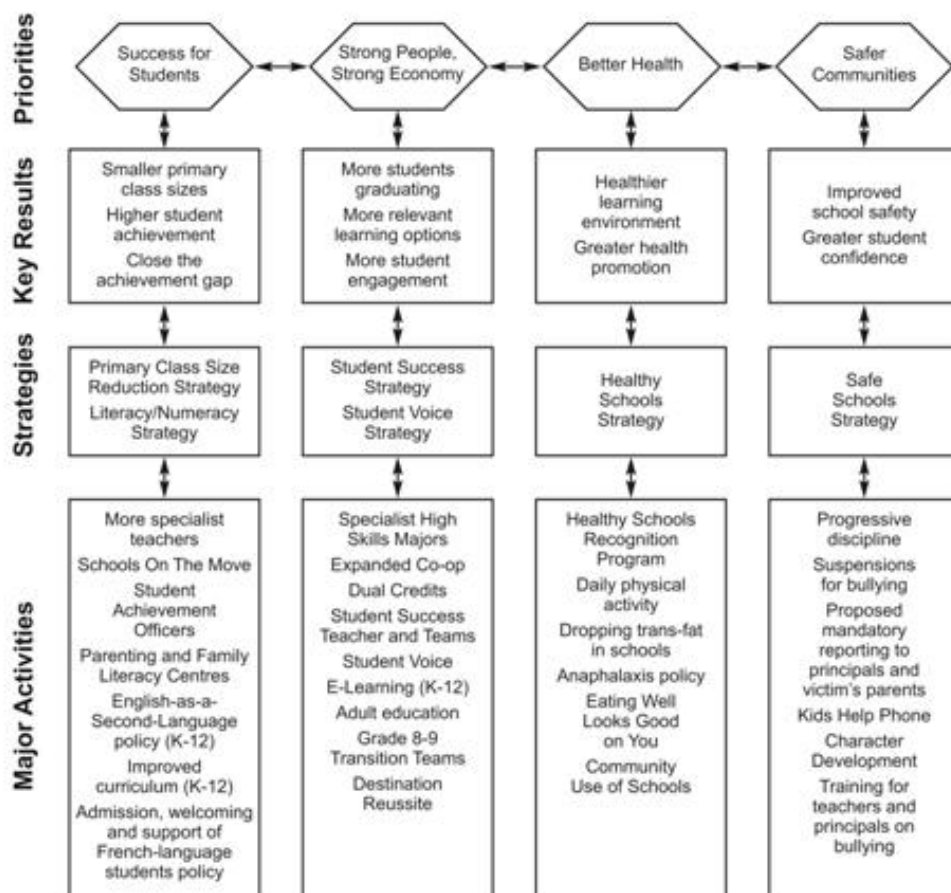 Priorities
Success for
Students
Strong People,
Strong Economy
Better Health
Safer
Communities
Key Results
Smaller primary
class sizes
Higher student
achievement
Close the
achievement gap
More students
graduating
More relevant
learning options
More student
engagement
Healthier
learning
environment
Greater health
promotion
Improved
school safety
Greater student
confidence
Strategies
Primary Class Size
Reduction Strategy
Literacy/Numeracy
Strategy
Student Success
Strategy
Student Voice
Strategy
Healthy
Schools
Strategy
Safe
Schools
Strategy
Major Activities
More specialist
teachers
Schools On The Move
Student
Achievement
Officers
Parenting and Family
Literacy Centres
English-as-a-
Second-Language
policy (K-12)
Improved
curriculum (K-12)
Admission, welcoming
and support of
French-language
students policy
Specialist High
Skills Majors
Expanded Co-op
Dual Credits
Student Success
Teacher and Teams
Student Voice
E-Learning (K-12)
Adult education
Grade 8-9
Transition Teams
Destination
Reussite
Healthy Schools
Recognition
Program
Daily physical
activity
Dropping trans-fat
in schools
Anaphalaxis policy
Eating Well
Looks Good
on You
Community
Use of Schools
Progressive
discipline
Suspensions
for bullying
Proposed
mandatory
reporting to
principals and
victim's parents
Kids Help Phone
Character
Development
Training for
teachers and
principals on
bullying